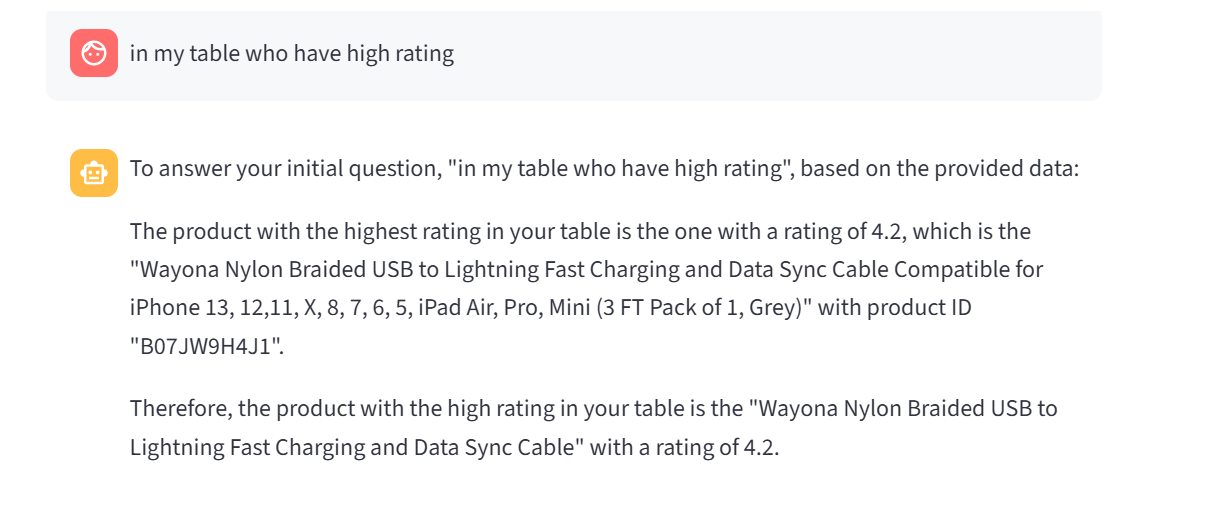 in my table who have high rating
To answer your initial question, "in my table who have high rating", based on the provided data:
The product with the highest rating in your table is the one with a rating of 4.2, which is the
"Wayona Nylon Braided USB to Lightning Fast Charging and Data Sync Cable Compatible for
iPhone 13, 12,11, X, 8, 7, 6, 5, iPad Air, Pro, Mini (3 FT Pack of 1, Grey)" with product ID
"B07JW9H4J1".
Therefore, the product with the high rating in your table is the "Wayona Nylon Braided USB to
Lightning Fast Charging and Data Sync Cable" with a rating of 4.2.